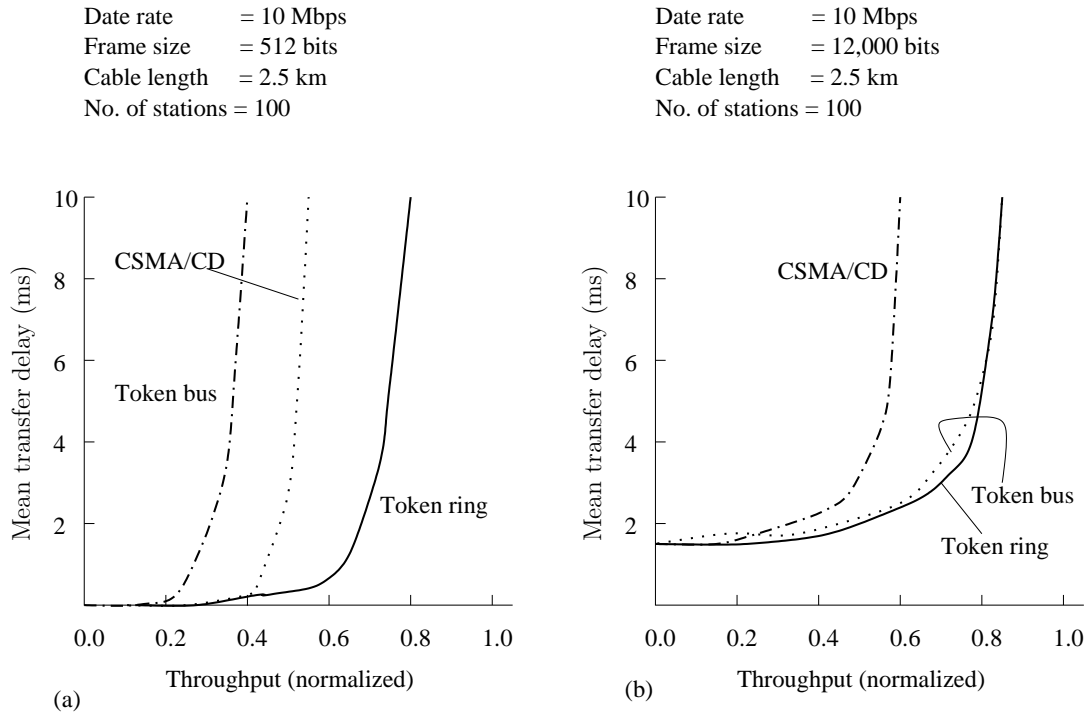 Date rate = 10 Mbps
Frame size = 512 bits
Cable length = 2.5 km
No. of stations = 100
Date rate = 10 Mbps
Frame size = 12,000 bits
Cable length = 2.5 km
No. of stations = 100
10
8
6
4
2
Mean transfer delay (ms)
CSMA/CD
Token bus
Token ring
0.0 0.2 0.4 0.6 0.8 1.0
Throughput (normalized)
(a)
10
8
6
4
2
Mean transfer delay (ms)
CSMA/CD
Token bus
Token ring
0.0 0.2 0.4 0.6 0.8 1.0
Throughput (normalized)
(b)